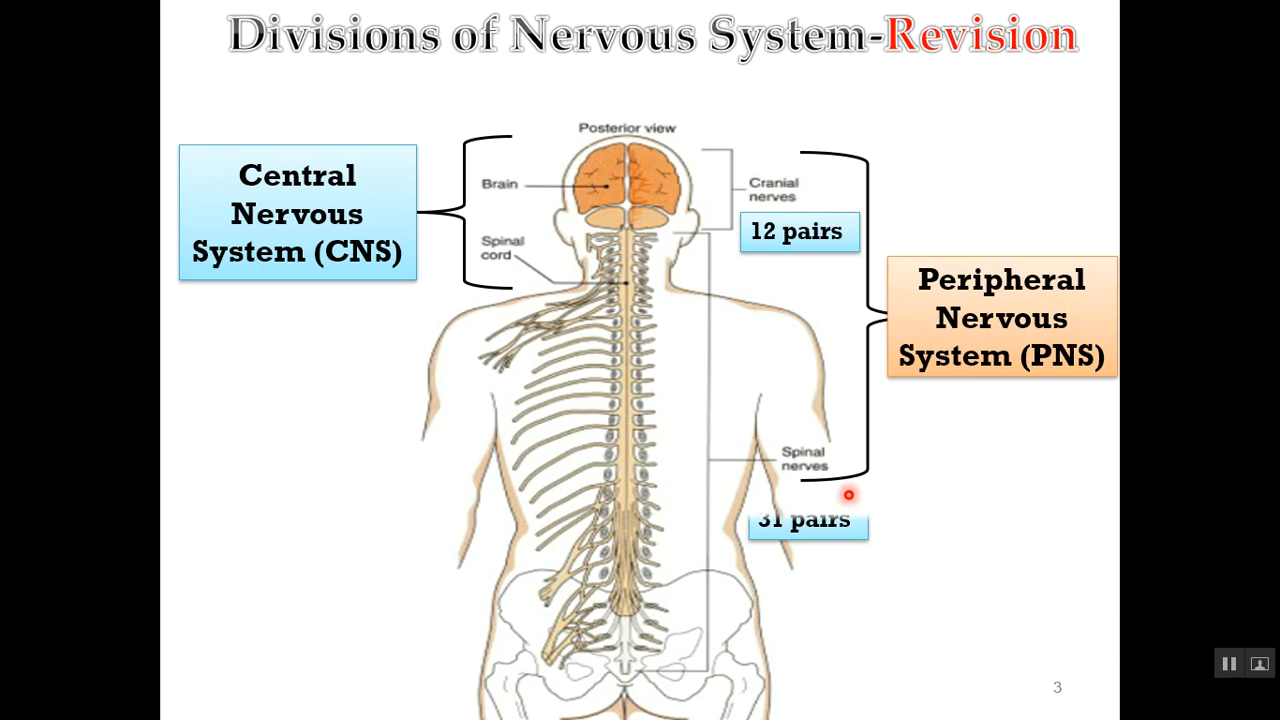 Divisions of Nervous System-Revision
Posterior view
Central
Nervous
System (CNS)
Brain
Spinal
cord
Cranial
nerves
12 pairs
Peripheral
Nervous
System (PNS)
Spinal
nerves
31 pairs
3